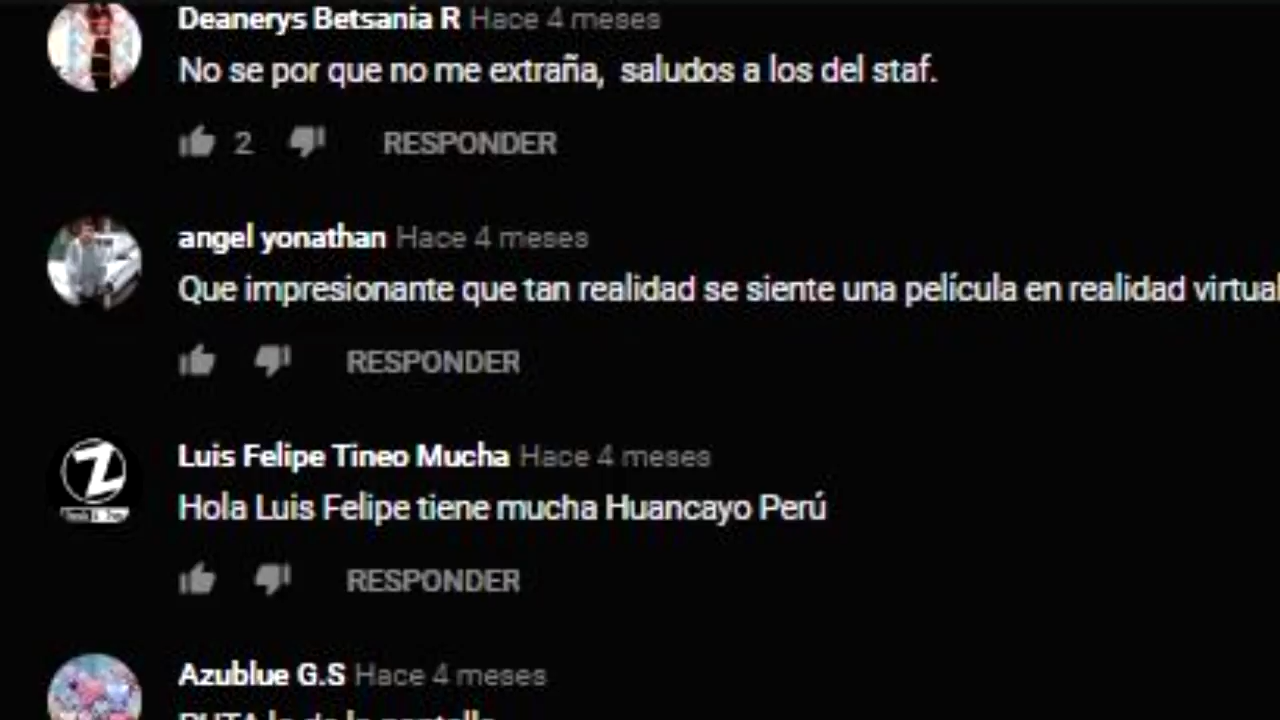 Deanerys Betsania R Hace 4 meses
No se por que no me extraña, saludos a los del staf.
2 RESPONDER
angel yonathan Hace 4 meses
Que impresionante que tan realidad se siente una película en realidad virtual
RESPONDER
Luis Felipe Tineo Mucha Hace 4 meses
Hola Luis Felipe tiene mucha Huancayo Perú
RESPONDER
Azublue G.S Hace 4 meses